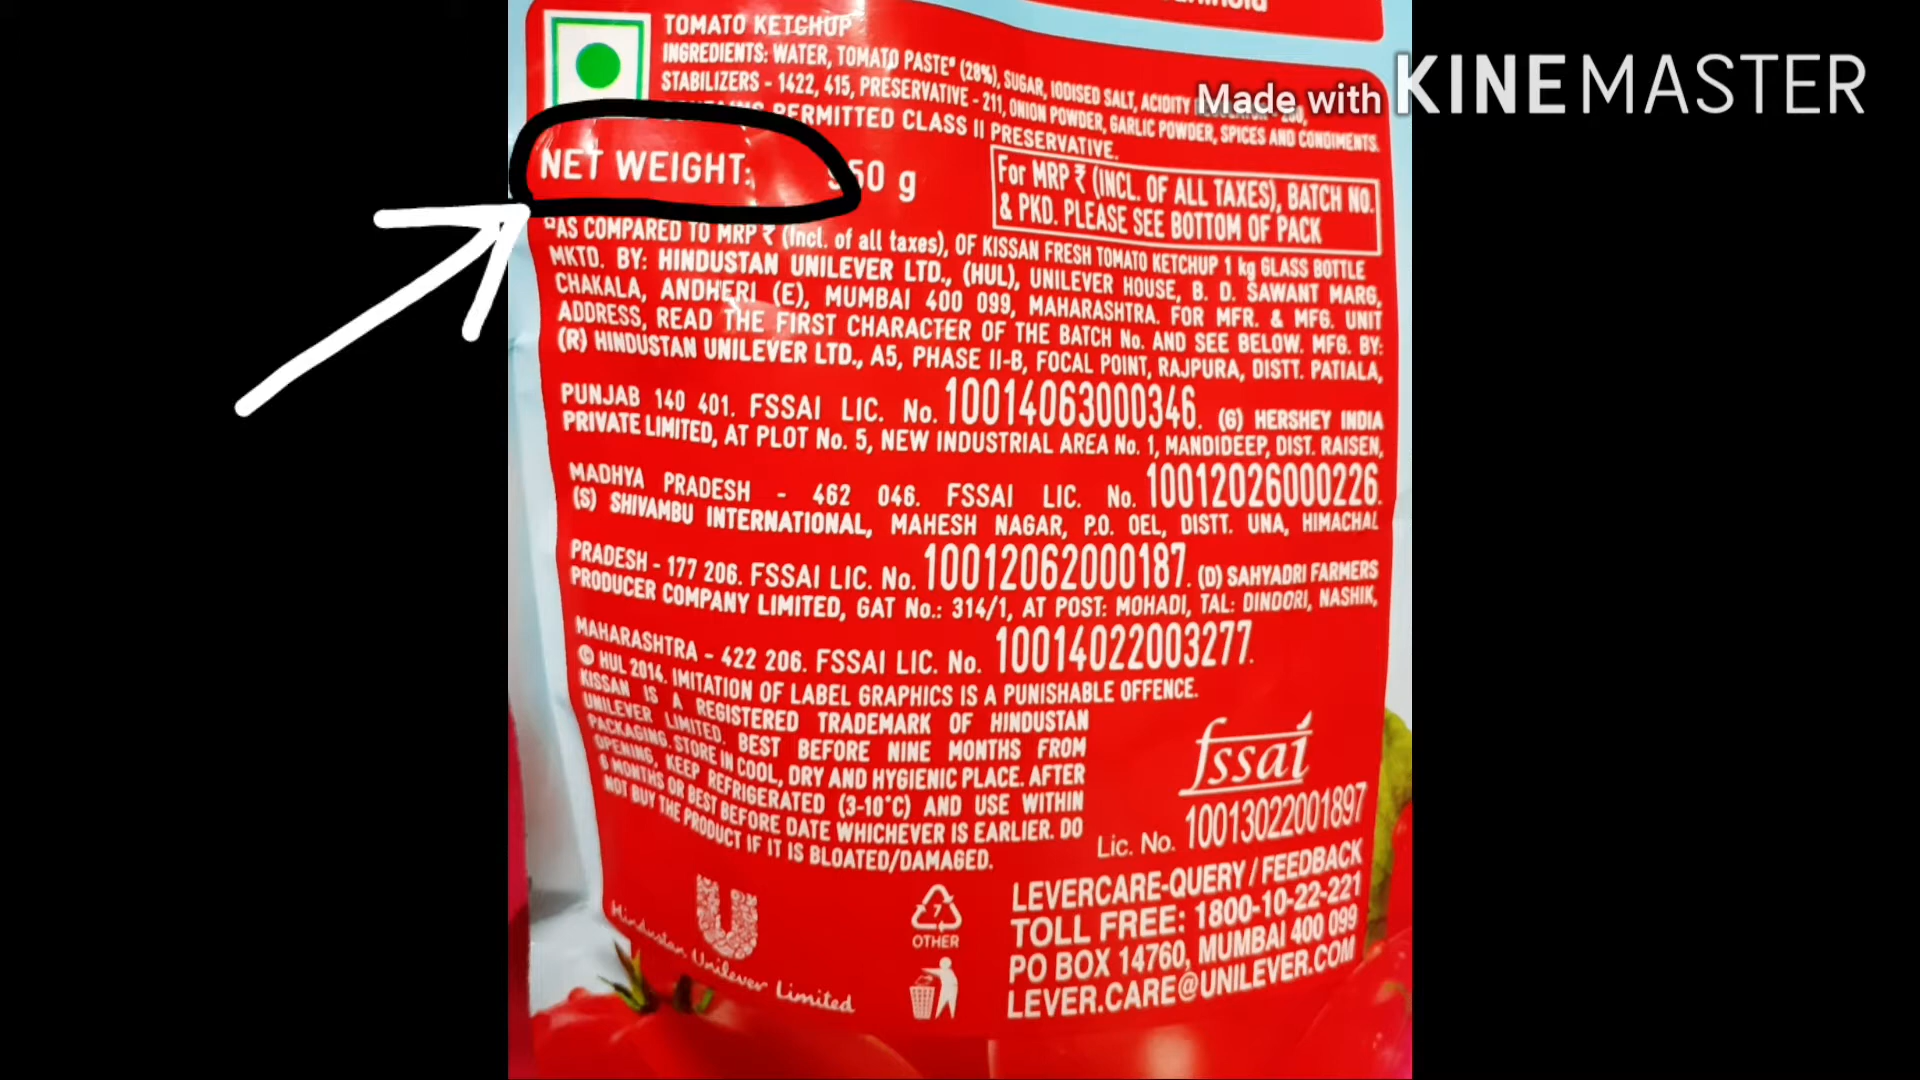 TOMATO KETCHUP
INGREDIENTS: WATER, TOMATO PASTE# (28%), SUGAR, IODISED SALT, ACIDITY
STABILIZERS - 1422, 415, PRESERVATIVE - 211, ONION POWDER, GARLIC POWDER, SPICES AND CONDIMENTS.
PERMITTED CLASS II PRESERVATIVE.
Made with KINEMASTER
NET WEIGHT: 950 g
For MRP ₹ (INCL. OF ALL TAXES), BATCH NO.
& PKD. PLEASE SEE BOTTOM OF PACK
¤AS COMPARED TO MRP ₹ (Incl. of all taxes), OF KISSAN FRESH TOMATO KETCHUP 1 kg GLASS BOTTLE
MKTD. BY: HINDUSTAN UNILEVER LTD., (HUL), UNILEVER HOUSE, B. D. SAWANT MARG,
CHAKALA, ANDHERI (E), MUMBAI 400 099, MAHARASHTRA. FOR MFR. & MFG. UNIT
ADDRESS, READ THE FIRST CHARACTER OF THE BATCH No. AND SEE BELOW. MFG. BY:
(R) HINDUSTAN UNILEVER LTD., A5, PHASE II-B, FOCAL POINT, RAJPURA, DISTT. PATIALA,
PUNJAB 140 401. FSSAI LIC. No. 10014063000346. (G) HERSHEY INDIA
PRIVATE LIMITED, AT PLOT No. 5, NEW INDUSTRIAL AREA No. 1, MANDIDEEP, DIST. RAISEN,
MADHYA PRADESH - 462 046. FSSAI LIC. No. 10012026000226.
(S) SHIVAMBU INTERNATIONAL, MAHESH NAGAR, P.O. OEL, DISTT. UNA, HIMACHAL
PRADESH - 177 206. FSSAI LIC. No. 10012062000187. (D) SAHYADRI FARMERS
PRODUCER COMPANY LIMITED, GAT No.: 314/1, AT POST: MOHADI, TAL: DINDORI, NASHIK,
MAHARASHTRA - 422 206. FSSAI LIC. No. 10014022003277.
© HUL 2014. IMITATION OF LABEL GRAPHICS IS A PUNISHABLE OFFENCE.
KISSAN IS A REGISTERED TRADEMARK OF HINDUSTAN
UNILEVER LIMITED. BEST BEFORE NINE MONTHS FROM
PACKAGING. STORE IN COOL, DRY AND HYGIENIC PLACE. AFTER
OPENING, KEEP REFRIGERATED (3-10°C) AND USE WITHIN
6 MONTHS OR BEST BEFORE DATE WHICHEVER IS EARLIER. DO
NOT BUY THE PRODUCT IF IT IS BLOATED/DAMAGED.
fssai
Lic. No. 10013022001897
Hindustan Unilever Limited
7
OTHER
LEVERCARE-QUERY / FEEDBACK
TOLL FREE: 1800-10-22-221
PO BOX 14760, MUMBAI 400 099
LEVER.CARE@UNILEVER.COM